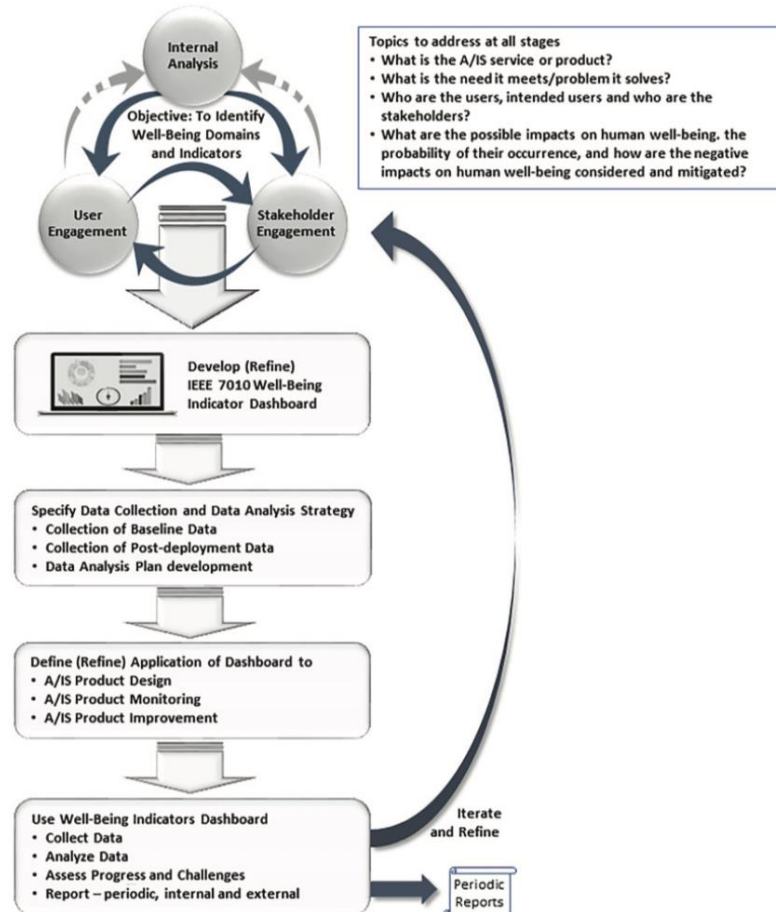 Internal
Analysis
Objective: To Identify
Well-Being Domains
and Indicators
User
Engagement
Stakeholder
Engagement
Topics to address at all stages
• What is the A/IS service or product?
• What is the need it meets/problem it solves?
• Who are the users, intended users and who are the
stakeholders?
• What are the possible impacts on human well-being. the
probability of their occurrence, and how are the negative
impacts on human well-being considered and mitigated?
Develop (Refine)
IEEE 7010 Well-Being
Indicator Dashboard
Specify Data Collection and Data Analysis Strategy
• Collection of Baseline Data
• Collection of Post-deployment Data
• Data Analysis Plan development
Define (Refine) Application of Dashboard to
• A/IS Product Design
• A/IS Product Monitoring
• A/IS Product Improvement
Use Well-Being Indicators Dashboard
• Collect Data
• Analyze Data
• Assess Progress and Challenges
• Report – periodic, internal and external
Iterate
and Refine
Periodic
Reports